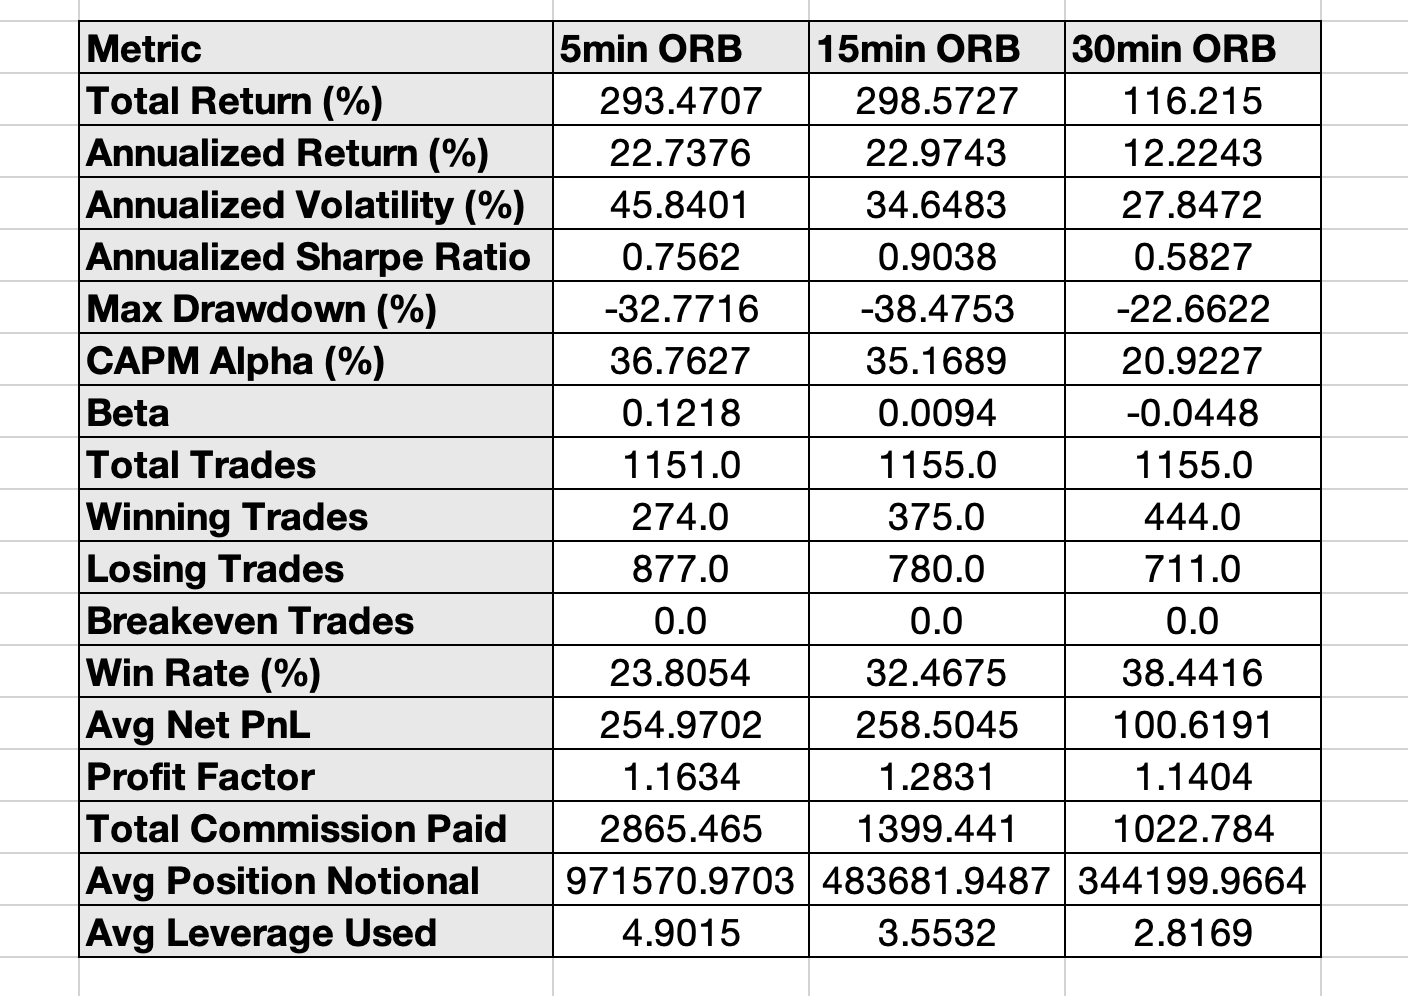 Metric 5min ORB 15min ORB 30min ORB
Total Return (%) 293.4707 298.5727 116.215
Annualized Return (%) 22.7376 22.9743 12.2243
Annualized Volatility (%) 45.8401 34.6483 27.8472
Annualized Sharpe Ratio 0.7562 0.9038 0.5827
Max Drawdown (%) -32.7716 -38.4753 -22.6622
CAPM Alpha (%) 36.7627 35.1689 20.9227
Beta 0.1218 0.0094 -0.0448
Total Trades 1151.0 1155.0 1155.0
Winning Trades 274.0 375.0 444.0
Losing Trades 877.0 780.0 711.0
Breakeven Trades 0.0 0.0 0.0
Win Rate (%) 23.8054 32.4675 38.4416
Avg Net PnL 254.9702 258.5045 100.6191
Profit Factor 1.1634 1.2831 1.1404
Total Commission Paid 2865.465 1399.441 1022.784
Avg Position Notional 971570.9703 483681.9487 344199.9664
Avg Leverage Used 4.9015 3.5532 2.8169